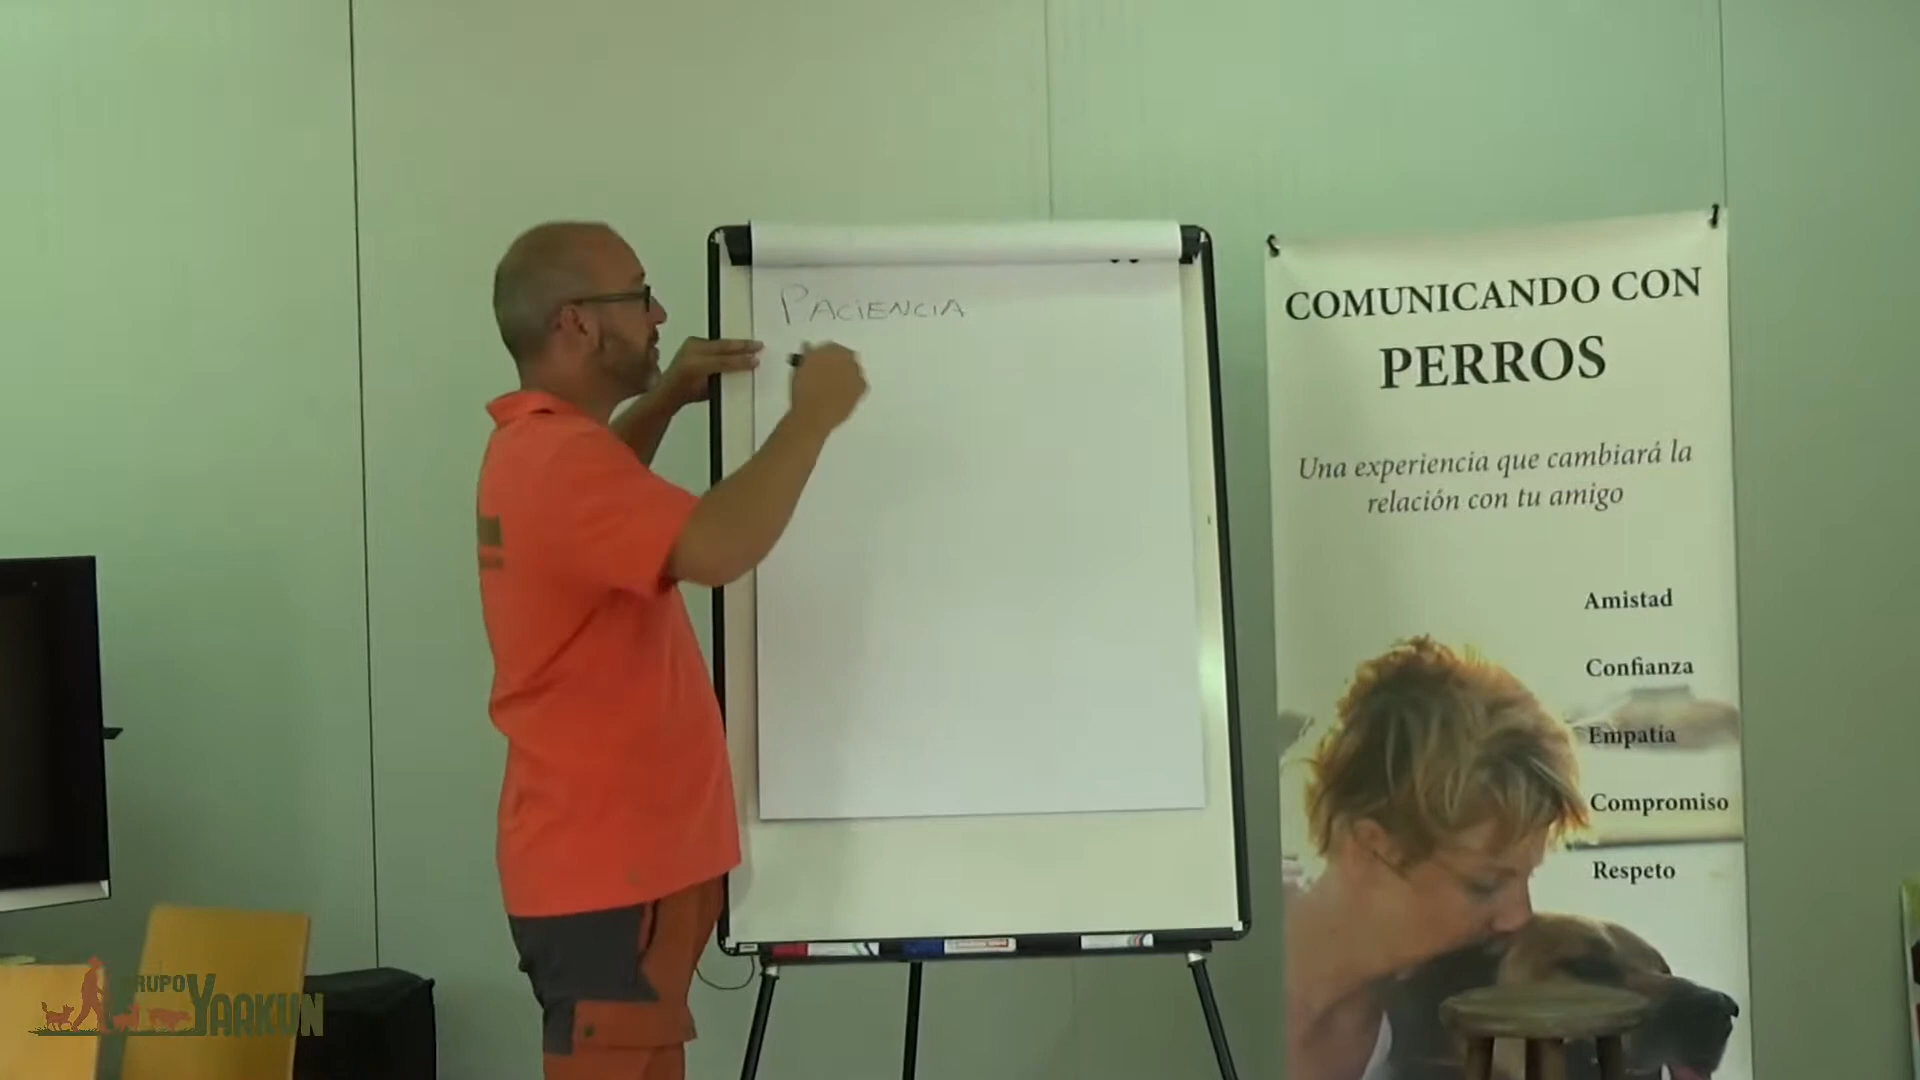 PACIENCIA
COMUNICANDO CON
PERROS
Una experiencia que cambiará la
relación con tu amigo
Amistad
Confianza
Empatía
Compromiso
Respeto
GRUPO
YAAKUN